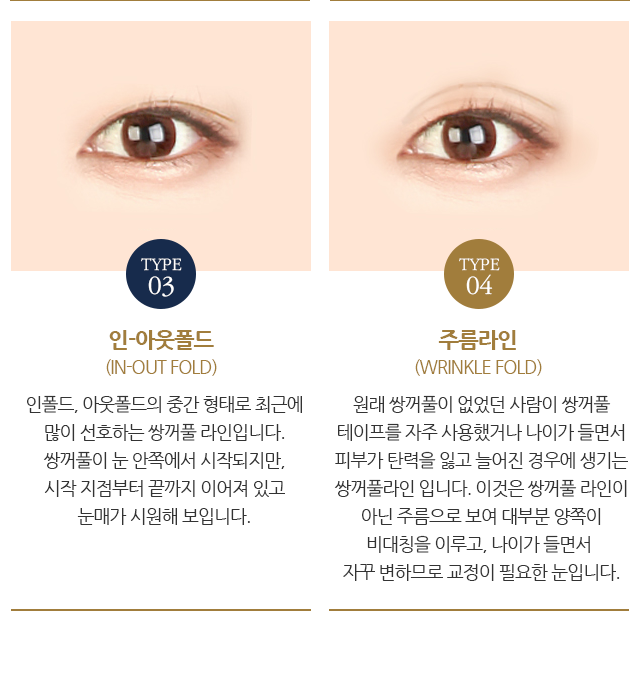 TYPE
03
인-아웃폴드
(IN-OUT FOLD)
인폴드, 아웃폴드의 중간 형태로 최근에
많이 선호하는 쌍꺼풀 라인입니다.
쌍꺼풀이 눈 안쪽에서 시작되지만,
시작 지점부터 끝까지 이어져 있고
눈매가 시원해 보입니다.
TYPE
04
주름라인
(WRINKLE FOLD)
원래 쌍꺼풀이 없었던 사람이 쌍꺼풀
테이프를 자주 사용했거나 나이가 들면서
피부가 탄력을 잃고 늘어진 경우에 생기는
쌍꺼풀라인 입니다. 이것은 쌍꺼풀 라인이
아닌 주름으로 보여 대부분 양쪽이
비대칭을 이루고, 나이가 들면서
자꾸 변하므로 교정이 필요한 눈입니다.